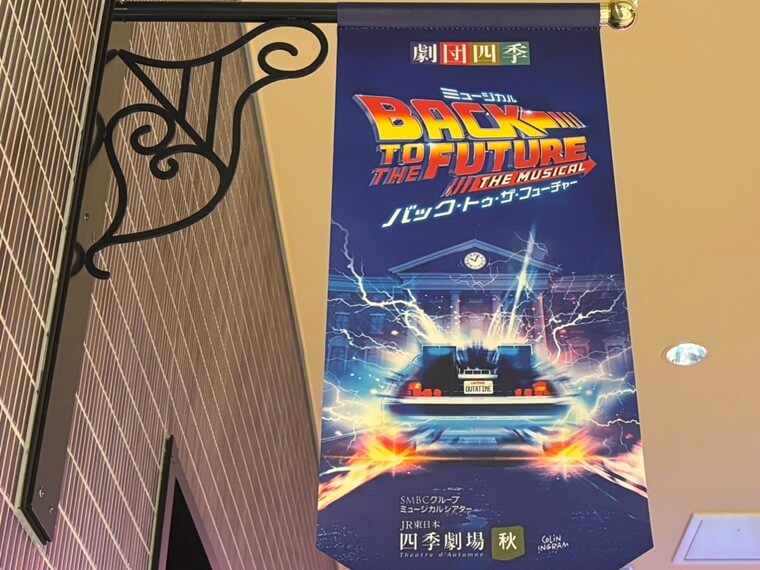 劇団四季
ミュージカル
BACK
TO THE FUTURE
THE MUSICAL
バック・トゥ・ザ・フューチャー
OUTATIME
SMBCグループ
ミュージカルシアター
JR東日本
四季劇場 秋
Théâtre d'Automne
COLIN
INGRAM